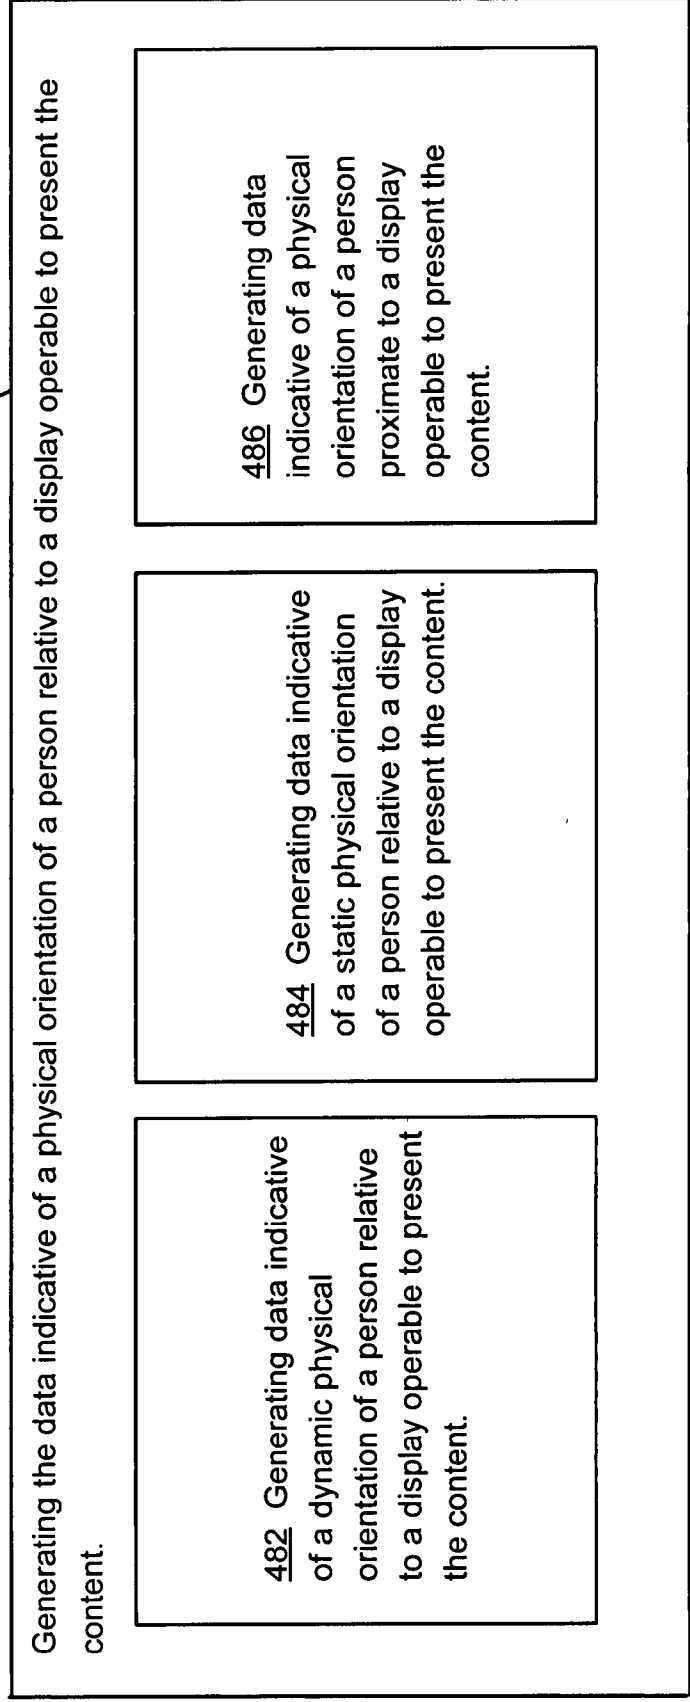 Generating the data indicative of a physical orientation of a person relative to a display operable to present the
content.
482 Generating data indicative
of a dynamic physical
orientation of a person relative
to a display operable to present
the content.
484 Generating data indicative
of a static physical orientation
of a person relative to a display
operable to present the content.
486 Generating data
indicative of a physical
orientation of a person
proximate to a display
operable to present the
content.